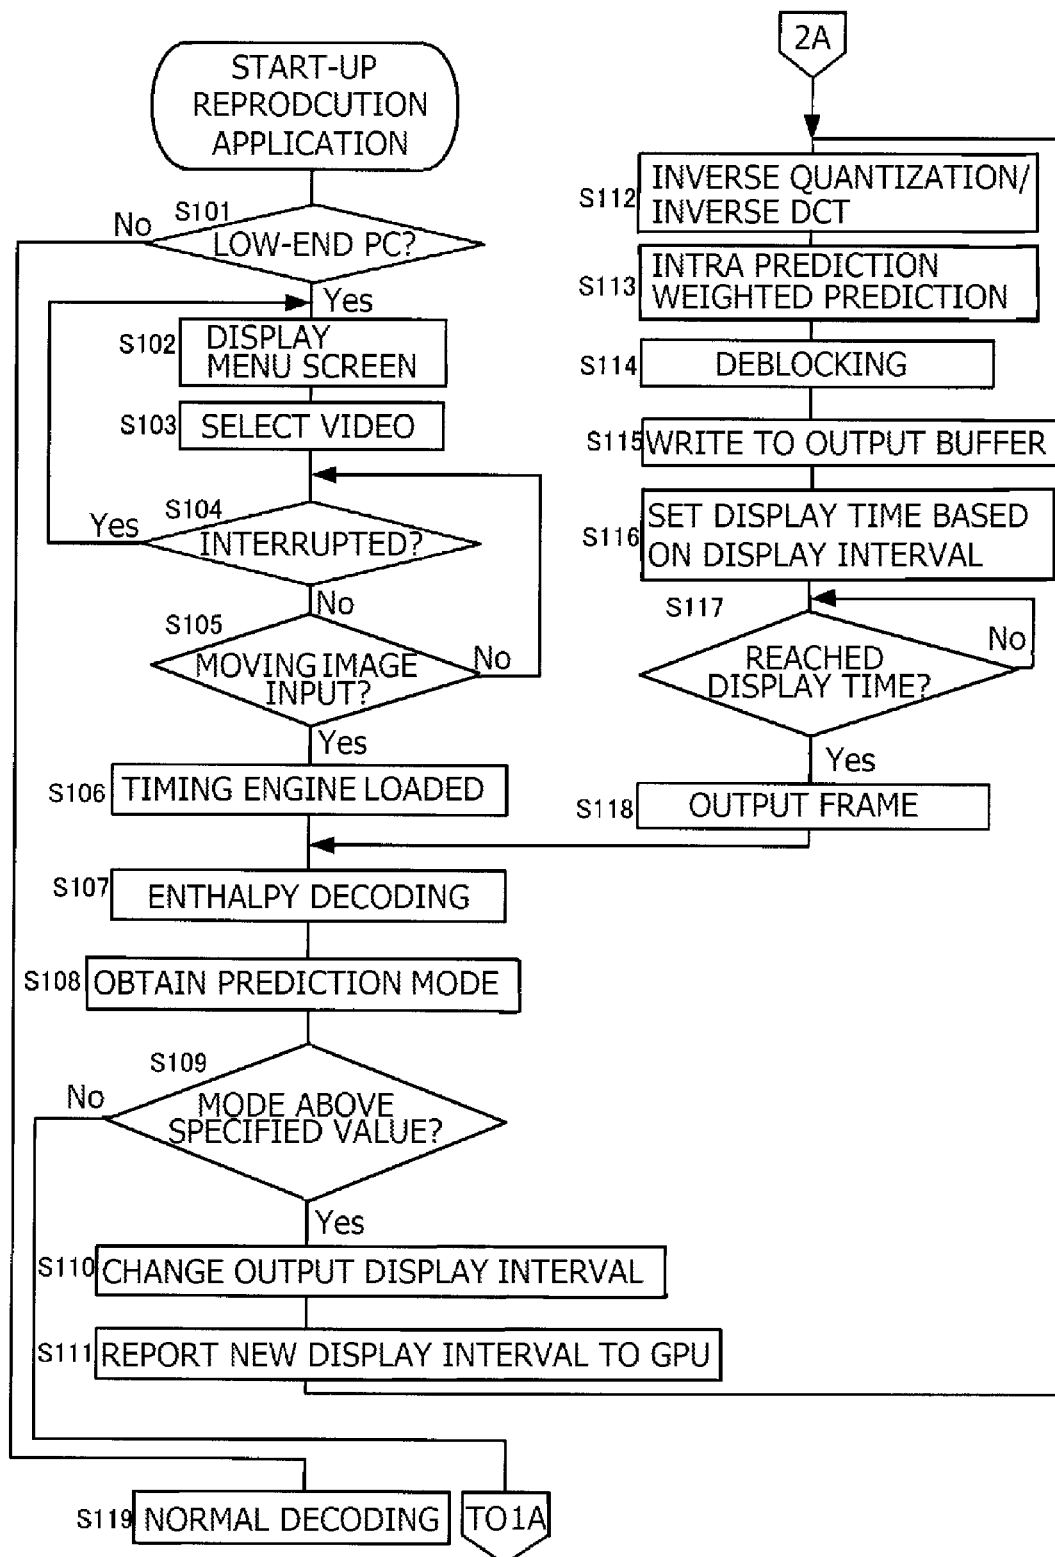 START-UP
REPRODCUTION
APPLICATION
S101
No
LOW-END PC?
Yes
S102
DISPLAY
MENU SCREEN
S103
SELECT VIDEO
S104
Yes
INTERRUPTED?
No
S105
MOVING IMAGE
INPUT?
No
Yes
S106
TIMING ENGINE LOADED
S107
ENTHALPY DECODING
S108
OBTAIN PREDICTION MODE
S109
No
MODE ABOVE
SPECIFIED VALUE?
Yes
S110
CHANGE OUTPUT DISPLAY INTERVAL
S111
REPORT NEW DISPLAY INTERVAL TO GPU
S119
NORMAL DECODING
TO1A
2A
S112
INVERSE QUANTIZATION/
INVERSE DCT
S113
INTRA PREDICTION
WEIGHTED PREDICTION
S114
DEBLOCKING
S115
WRITE TO OUTPUT BUFFER
S116
SET DISPLAY TIME BASED
ON DISPLAY INTERVAL
S117
No
REACHED
DISPLAY TIME?
Yes
S118
OUTPUT FRAME